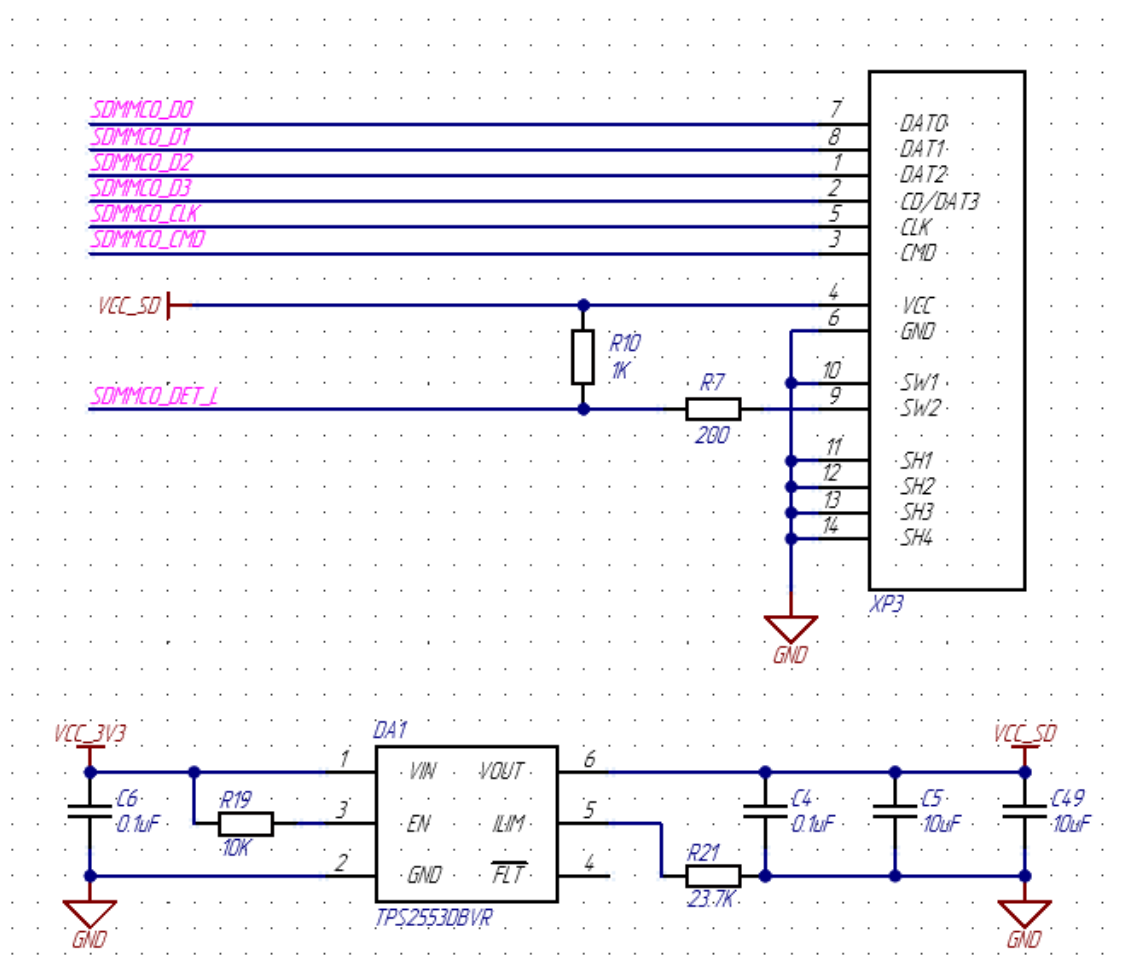 SDMMC0_D0
SDMMC0_D1
SDMMC0_D2
SDMMC0_D3
SDMMC0_CLK
SDMMC0_CMD
7 DAT0
8 DAT1
1 DAT2
2 CD/DAT3
5 CLK
3 CMD
VCC_SD
4 VCC
6 GND
R10
1K
SDMMC0_DET_L
R7
200
10 SW1
9 SW2
11 SH1
12 SH2
13 SH3
14 SH4
XP3
GND
VCC_3V3
DA1
VCC_SD
1 VIN VOUT 6
C6
0.1uF
R19
10K
3 EN ILIM 5
C4
0.1uF
C5
10uF
C49
10uF
2 GND FLT 4
R21
23.7K
TPS2553DBVR
GND
GND